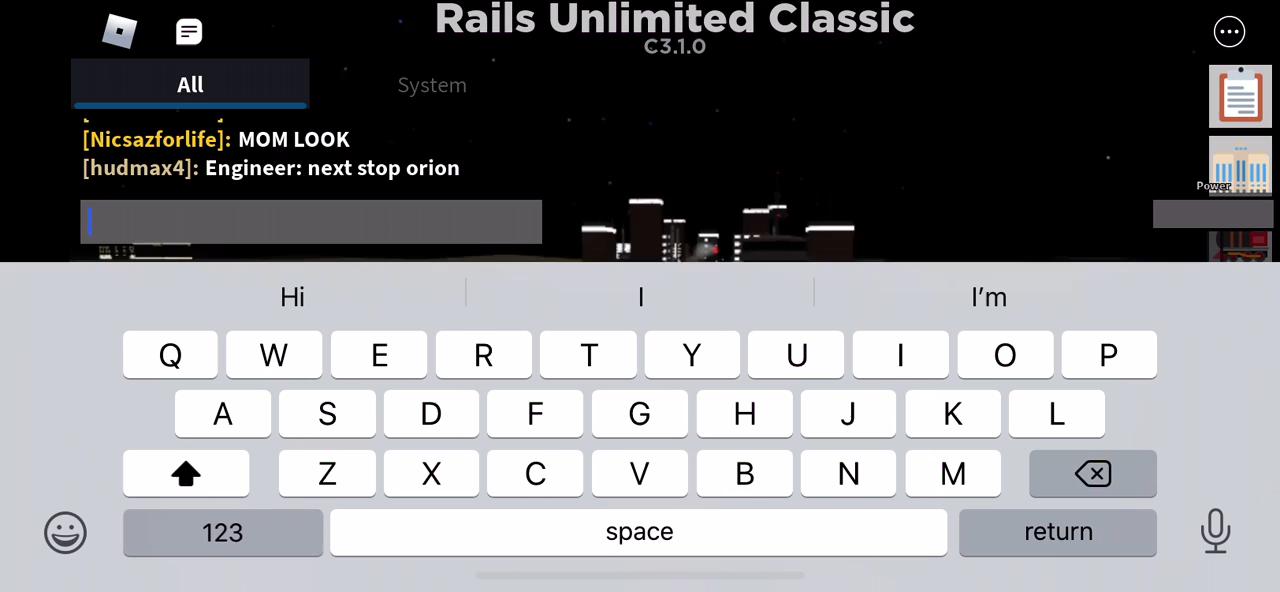 Rails Unlimited Classic
C3.1.0
All
System
[Nicsazforlife]: MOM LOOK
[hudmax4]: Engineer: next stop orion
Power
Hi
I
I'm
Q W E R T Y U I O P
A S D F G H J K L
Z X C V B N M
123
space
return